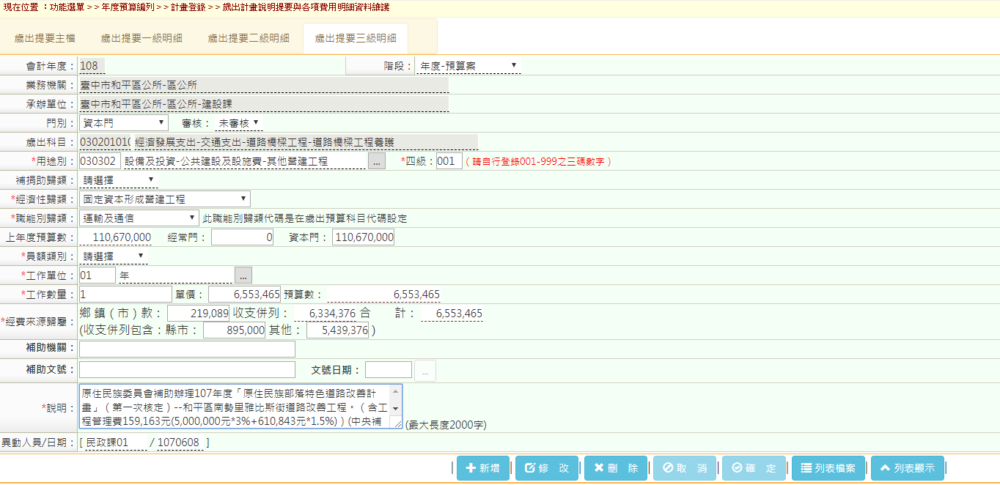 現在位置 ：功能選單>>年度預算編列>>計畫登錄>>歲出計畫說明提要與各項費用明細資料維護
歲出提要主檔 歲出提要一級明細 歲出提要二級明細 歲出提要三級明細
會計年度： 108 階段： 年度-預算案
業務機關： 臺中市和平區公所-區公所
承辦單位： 臺中市和平區公所-區公所-建設課
門別： 資本門 審核： 未審核
歲出科目： 030201010 經濟發展支出-交通支出-道路橋樑工程-道路橋樑工程養護
*用途別： 030302 設備及投資-公共建設及設施費-其他營建工程 ... *四級： 001 ( 請自行登錄001-999之三碼數字 )
補捐助歸類： 請選擇
*經濟性歸類： 固定資本形成營建工程
*職能別歸類： 運輸及通信 此職能別歸類代碼是在歲出預算科目代碼設定
上年度預算數： 110,670,000 經常門： 0 資本門： 110,670,000
*員額類別： 請選擇
*工作單位： 01 年 ...
*工作數量： 1 單價： 6,553,465 預算數： 6,553,465
*經費來源歸屬： 鄉 鎮 ( 市 ) 款： 219,089 收支併列： 6,334,376 合 計： 6,553,465
(收支併列包含：縣市： 895,000 其他： 5,439,376 )
補助機關：
補助文號： 文號日期： ...
*說明： 原住民族委員會補助辦理107年度「原住民族部落特色道路改善計
畫」（第一次核定）--和平區南勢里雅比斯街道路改善工程。（含工
程管理費159,163元(5,000,000元*3%+610,843元*1.5%)）(中央補
(最大長度2000字)
異動人員/日期： [ 民政課01 / 1070608 ]
新增 修 改 刪 除 取 消 確 定 列表檔案 列表顯示